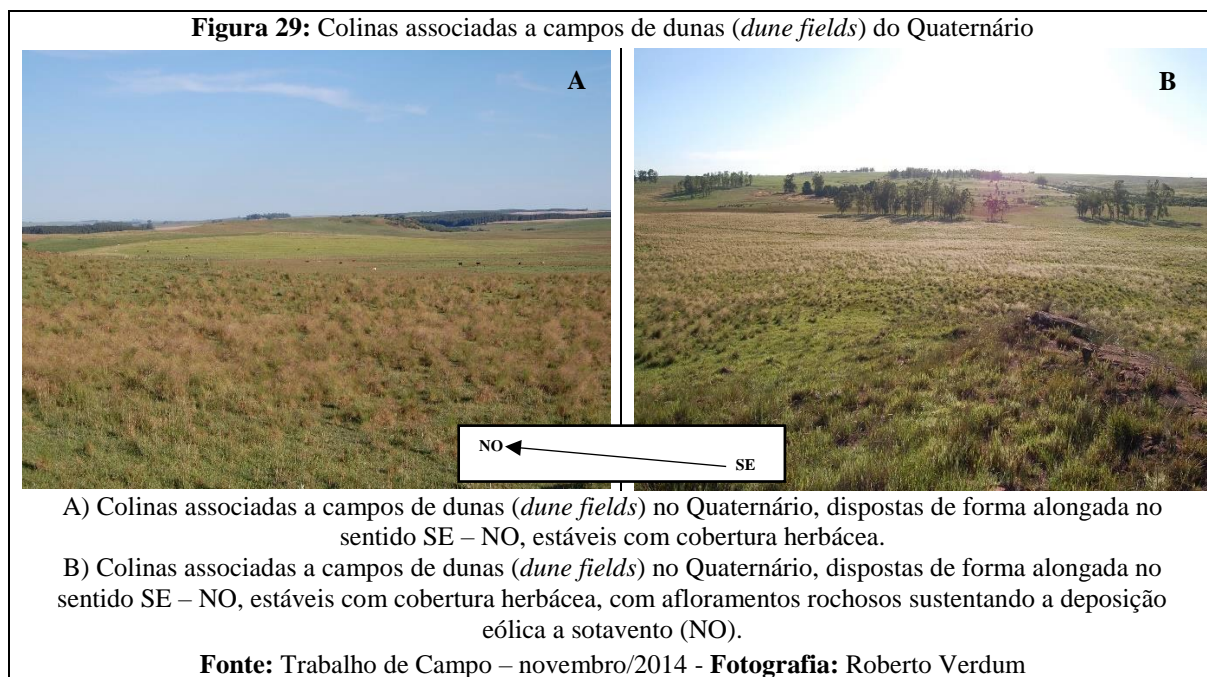 Figura 29: Colinas associadas a campos de dunas (dune fields) do Quaternário
A
B
NO
SE
A) Colinas associadas a campos de dunas (dune fields) no Quaternário, dispostas de forma alongada no
sentido SE – NO, estáveis com cobertura herbácea.
B) Colinas associadas a campos de dunas (dune fields) no Quaternário, dispostas de forma alongada no
sentido SE – NO, estáveis com cobertura herbácea, com afloramentos rochosos sustentando a deposição
eólica a sotavento (NO).
Fonte: Trabalho de Campo – novembro/2014 - Fotografia: Roberto Verdum